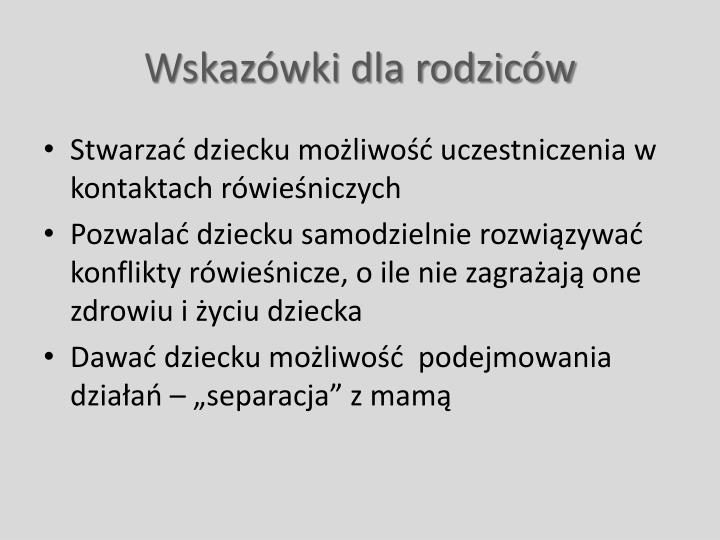 Wskazówki dla rodziców
• Stwarzać dziecku możliwość uczestniczenia w
kontaktach rówieśniczych
• Pozwalać dziecku samodzielnie rozwiązywać
konflikty rówieśnicze, o ile nie zagrażają one
zdrowiu i życiu dziecka
• Dawać dziecku możliwość  podejmowania
działań – „separacja” z mamą